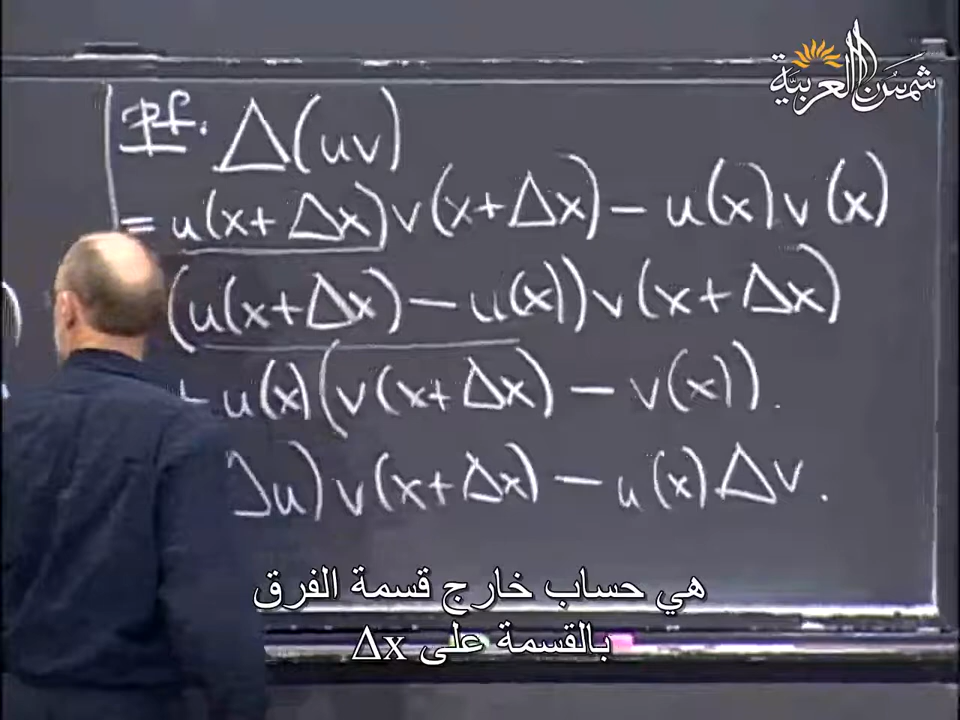 شمس العربية
pf. Δ(uv)
= u(x+Δx)v(x+Δx) − u(x)v(x)
(u(x+Δx) − u(x))v(x+Δx)
+ u(x)(v(x+Δx) − v(x)).
Δu)v(x+Δx) − u(x)Δv.
هي حساب خارج قسمة الفرق
بالقسمة على Δx